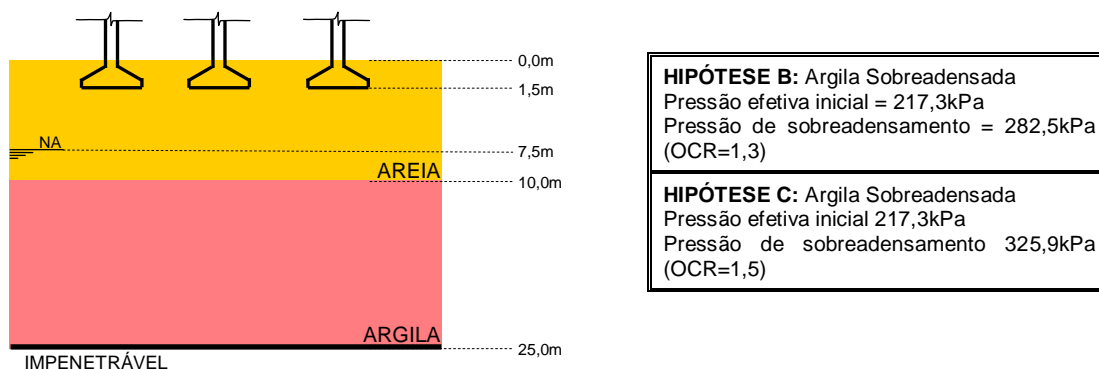 0,0m
1,5m
NA
7,5m
AREIA
10,0m
ARGILA
25,0m
IMPENETRÁVEL
HIPÓTESE B: Argila Sobreadensada
Pressão efetiva inicial = 217,3kPa
Pressão de sobreadensamento = 282,5kPa
(OCR=1,3)
HIPÓTESE C: Argila Sobreadensada
Pressão efetiva inicial 217,3kPa
Pressão de sobreadensamento 325,9kPa
(OCR=1,5)